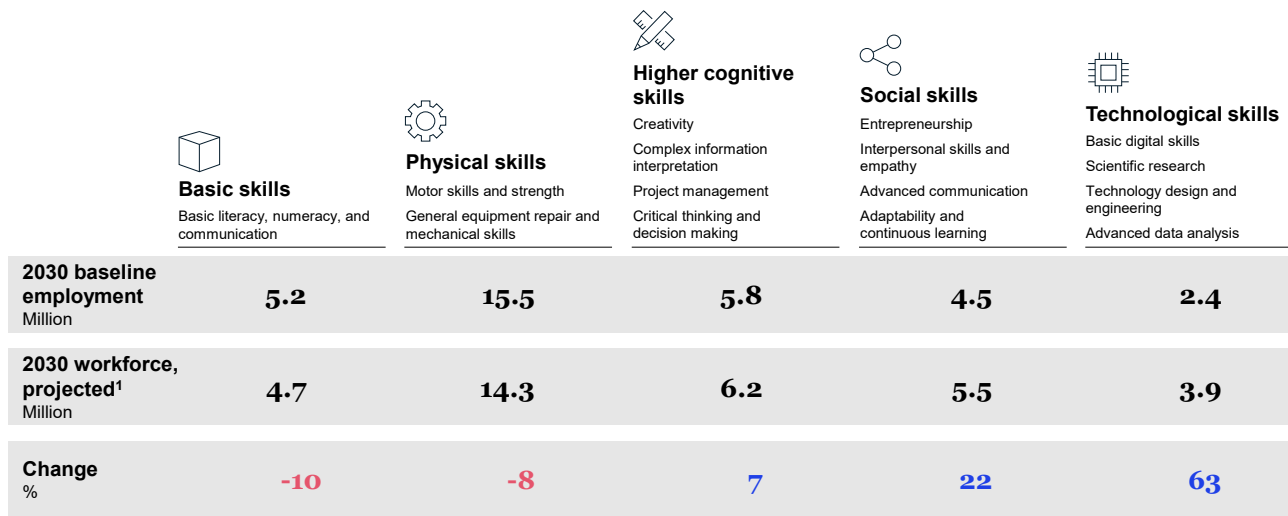 Basic skills
Basic literacy, numeracy, and
communication
Physical skills
Motor skills and strength
General equipment repair and
mechanical skills
Higher cognitive
skills
Creativity
Complex information
interpretation
Project management
Critical thinking and
decision making
Social skills
Entrepreneurship
Interpersonal skills and
empathy
Advanced communication
Adaptability and
continuous learning
Technological skills
Basic digital skills
Scientific research
Technology design and
engineering
Advanced data analysis
2030 baseline
employment
Million
5.2 15.5 5.8 4.5 2.4
2030 workforce,
projected¹
Million
4.7 14.3 6.2 5.5 3.9
Change
%
-10 -8 7 22 63